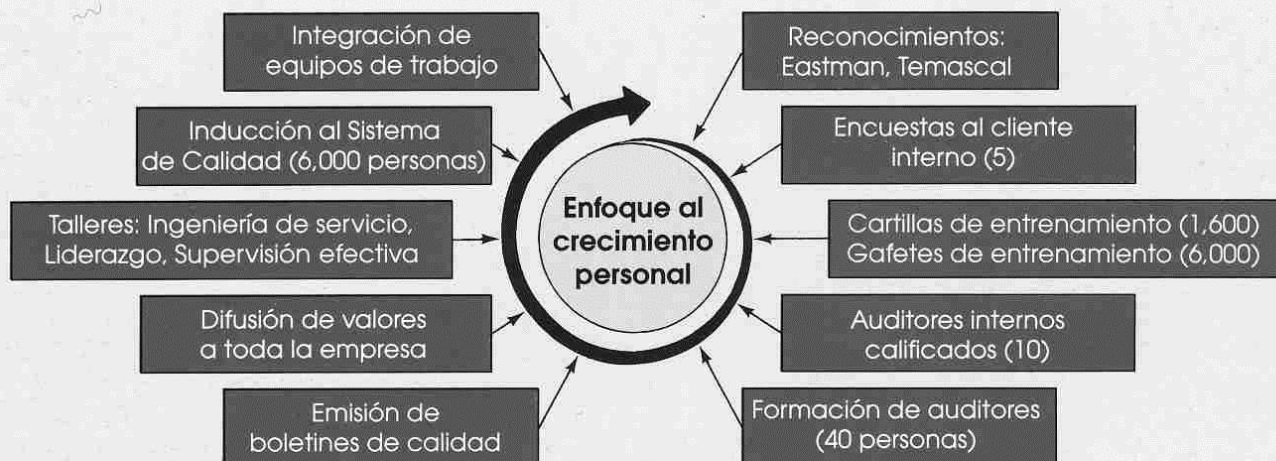 Integración de
equipos de trabajo
Reconocimientos:
Eastman, Temascal
Inducción al Sistema
de Calidad (6,000 personas)
Encuestas al cliente
interno (5)
Talleres: Ingeniería de servicio,
Liderazgo, Supervisión efectiva
Enfoque al
crecimiento
personal
Cartillas de entrenamiento (1,600)
Gafetes de entrenamiento (6,000)
Difusión de valores
a toda la empresa
Auditores internos
calificados (10)
Emisión de
boletines de calidad
Formación de auditores
(40 personas)